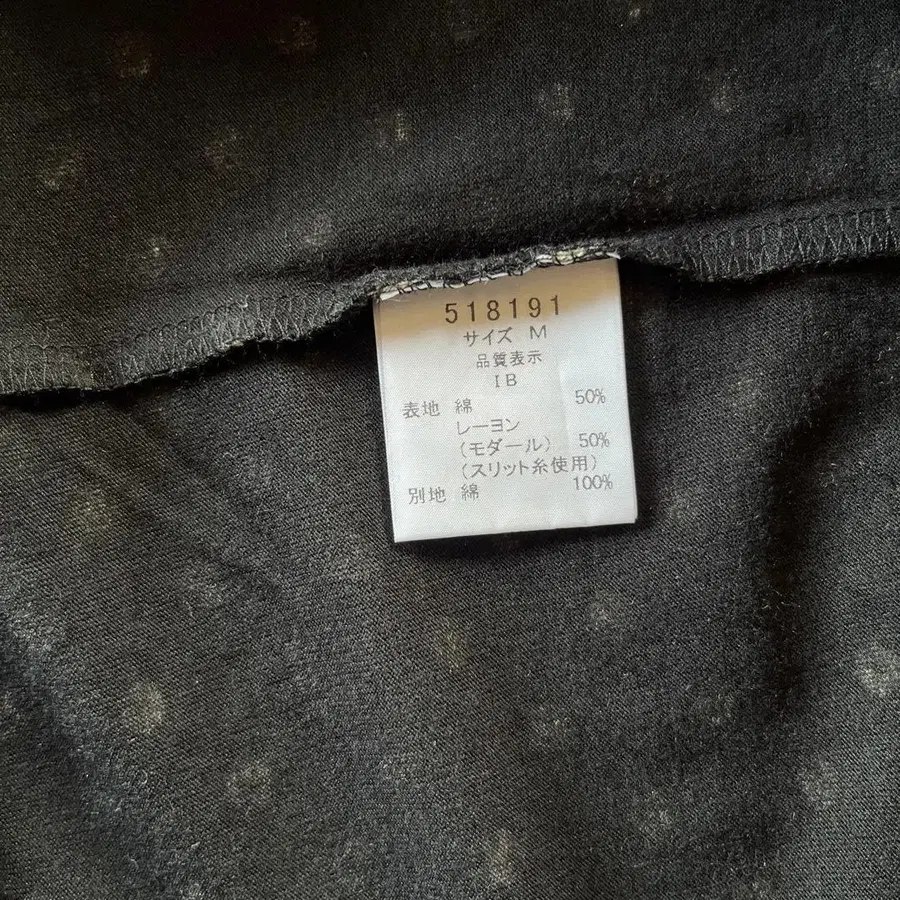 518191
サイズ M
品質表示
IB
表地 綿 50%
レーヨン
(モダール) 50%
(スリット糸使用)
別地 綿 100%